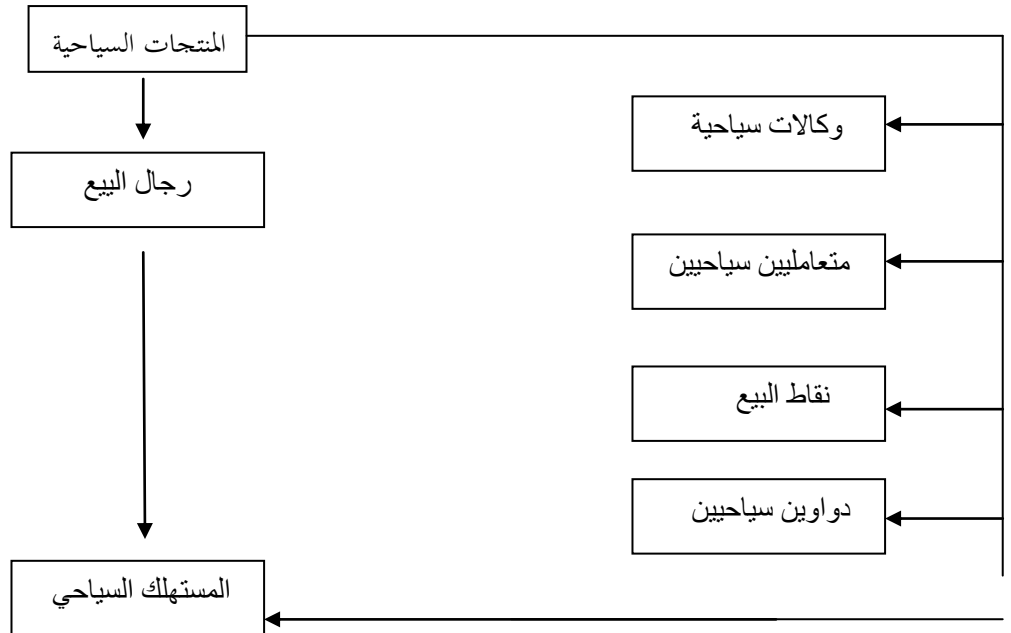 المنتجات السياحية
وكالات سياحية
رجال البيع
متعامليين سياحيين
نقاط البيع
دواوين سياحيين
المستهلك السياحي